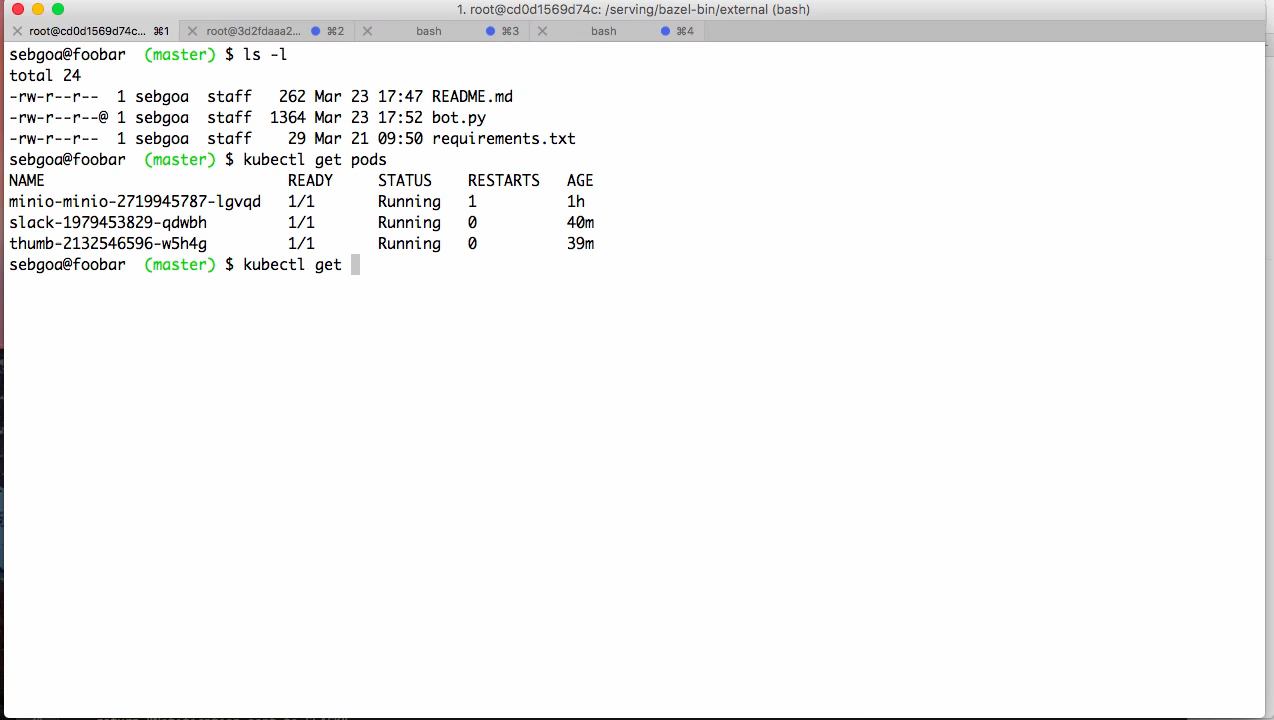 1. root@cd0d1569d74c: /serving/bazel-bin/external (bash)
root@cd0d1569d74c... ⌘1 root@3d2fdaaa2... ⌘2 bash ⌘3 bash ⌘4
sebgoa@foobar (master) $ ls -l
total 24
-rw-r--r-- 1 sebgoa staff 262 Mar 23 17:47 README.md
-rw-r--r--@ 1 sebgoa staff 1364 Mar 23 17:52 bot.py
-rw-r--r-- 1 sebgoa staff 29 Mar 21 09:50 requirements.txt
sebgoa@foobar (master) $ kubectl get pods
NAME READY STATUS RESTARTS AGE
minio-minio-2719945787-lgvqd 1/1 Running 1 1h
slack-1979453829-qdwbh 1/1 Running 0 40m
thumb-2132546596-w5h4g 1/1 Running 0 39m
sebgoa@foobar (master) $ kubectl get